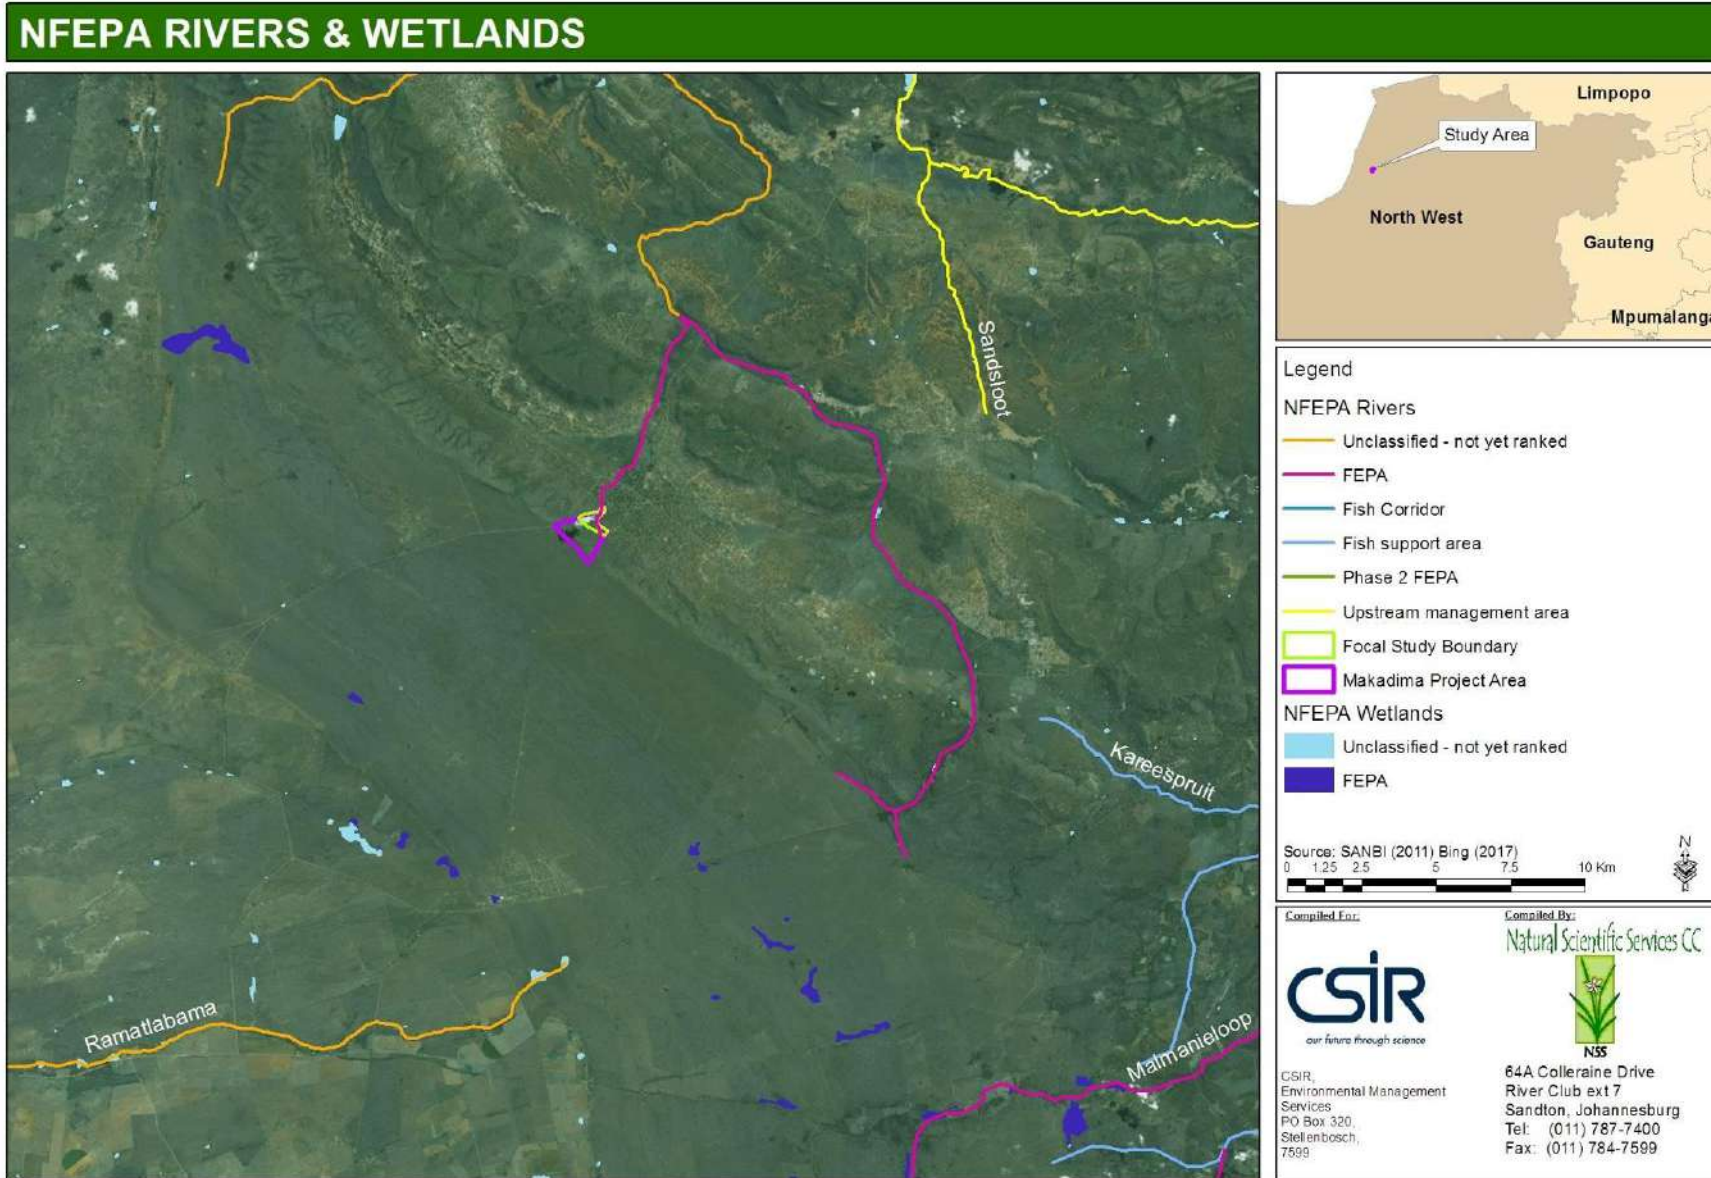 NFEPA RIVERS & WETLANDS
Sandsloot
Kareespruit
Ramatlabama
Malmanieloop
Limpopo
Study Area
North West
Gauteng
Mpumalanga
Legend
NFEPA Rivers
Unclassified - not yet ranked
FEPA
Fish Corridor
Fish support area
Phase 2 FEPA
Upstream management area
Focal Study Boundary
Makadima Project Area
NFEPA Wetlands
Unclassified - not yet ranked
FEPA
Source: SANBI (2011) Bing (2017)
0 1.25 2.5 5 7.5 10 Km
N
Compiled For:
CSIR
our future through science
CSIR,
Environmental Management
Services
PO Box 320,
Stellenbosch,
7599
Compiled By:
Natural Scientific Services CC
NSS
64A Colleraine Drive
River Club ext 7
Sandton, Johannesburg
Tel: (011) 787-7400
Fax: (011) 784-7599